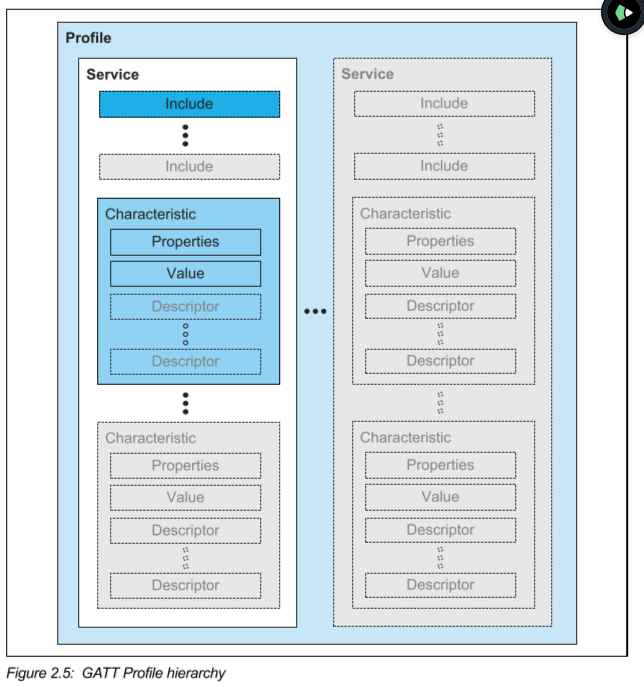 Profile
Service
Include
Include
Characteristic
Properties
Value
Descriptor
Descriptor
Characteristic
Properties
Value
Descriptor
Descriptor
Service
Include
Include
Characteristic
Properties
Value
Descriptor
Descriptor
Characteristic
Properties
Value
Descriptor
Descriptor
Figure 2.5: GATT Profile hierarchy